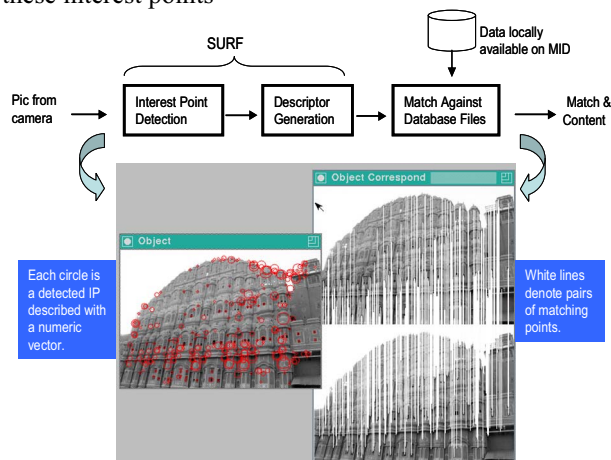 these interest points
Data locally
available on MID
SURF
Pic from
camera
Interest Point
Detection
Descriptor
Generation
Match Against
Database Files
Match &
Content
Object Correspond
Object
Each circle is
a detected IP
described with
a numeric
vector.
White lines
denote pairs
of matching
points.